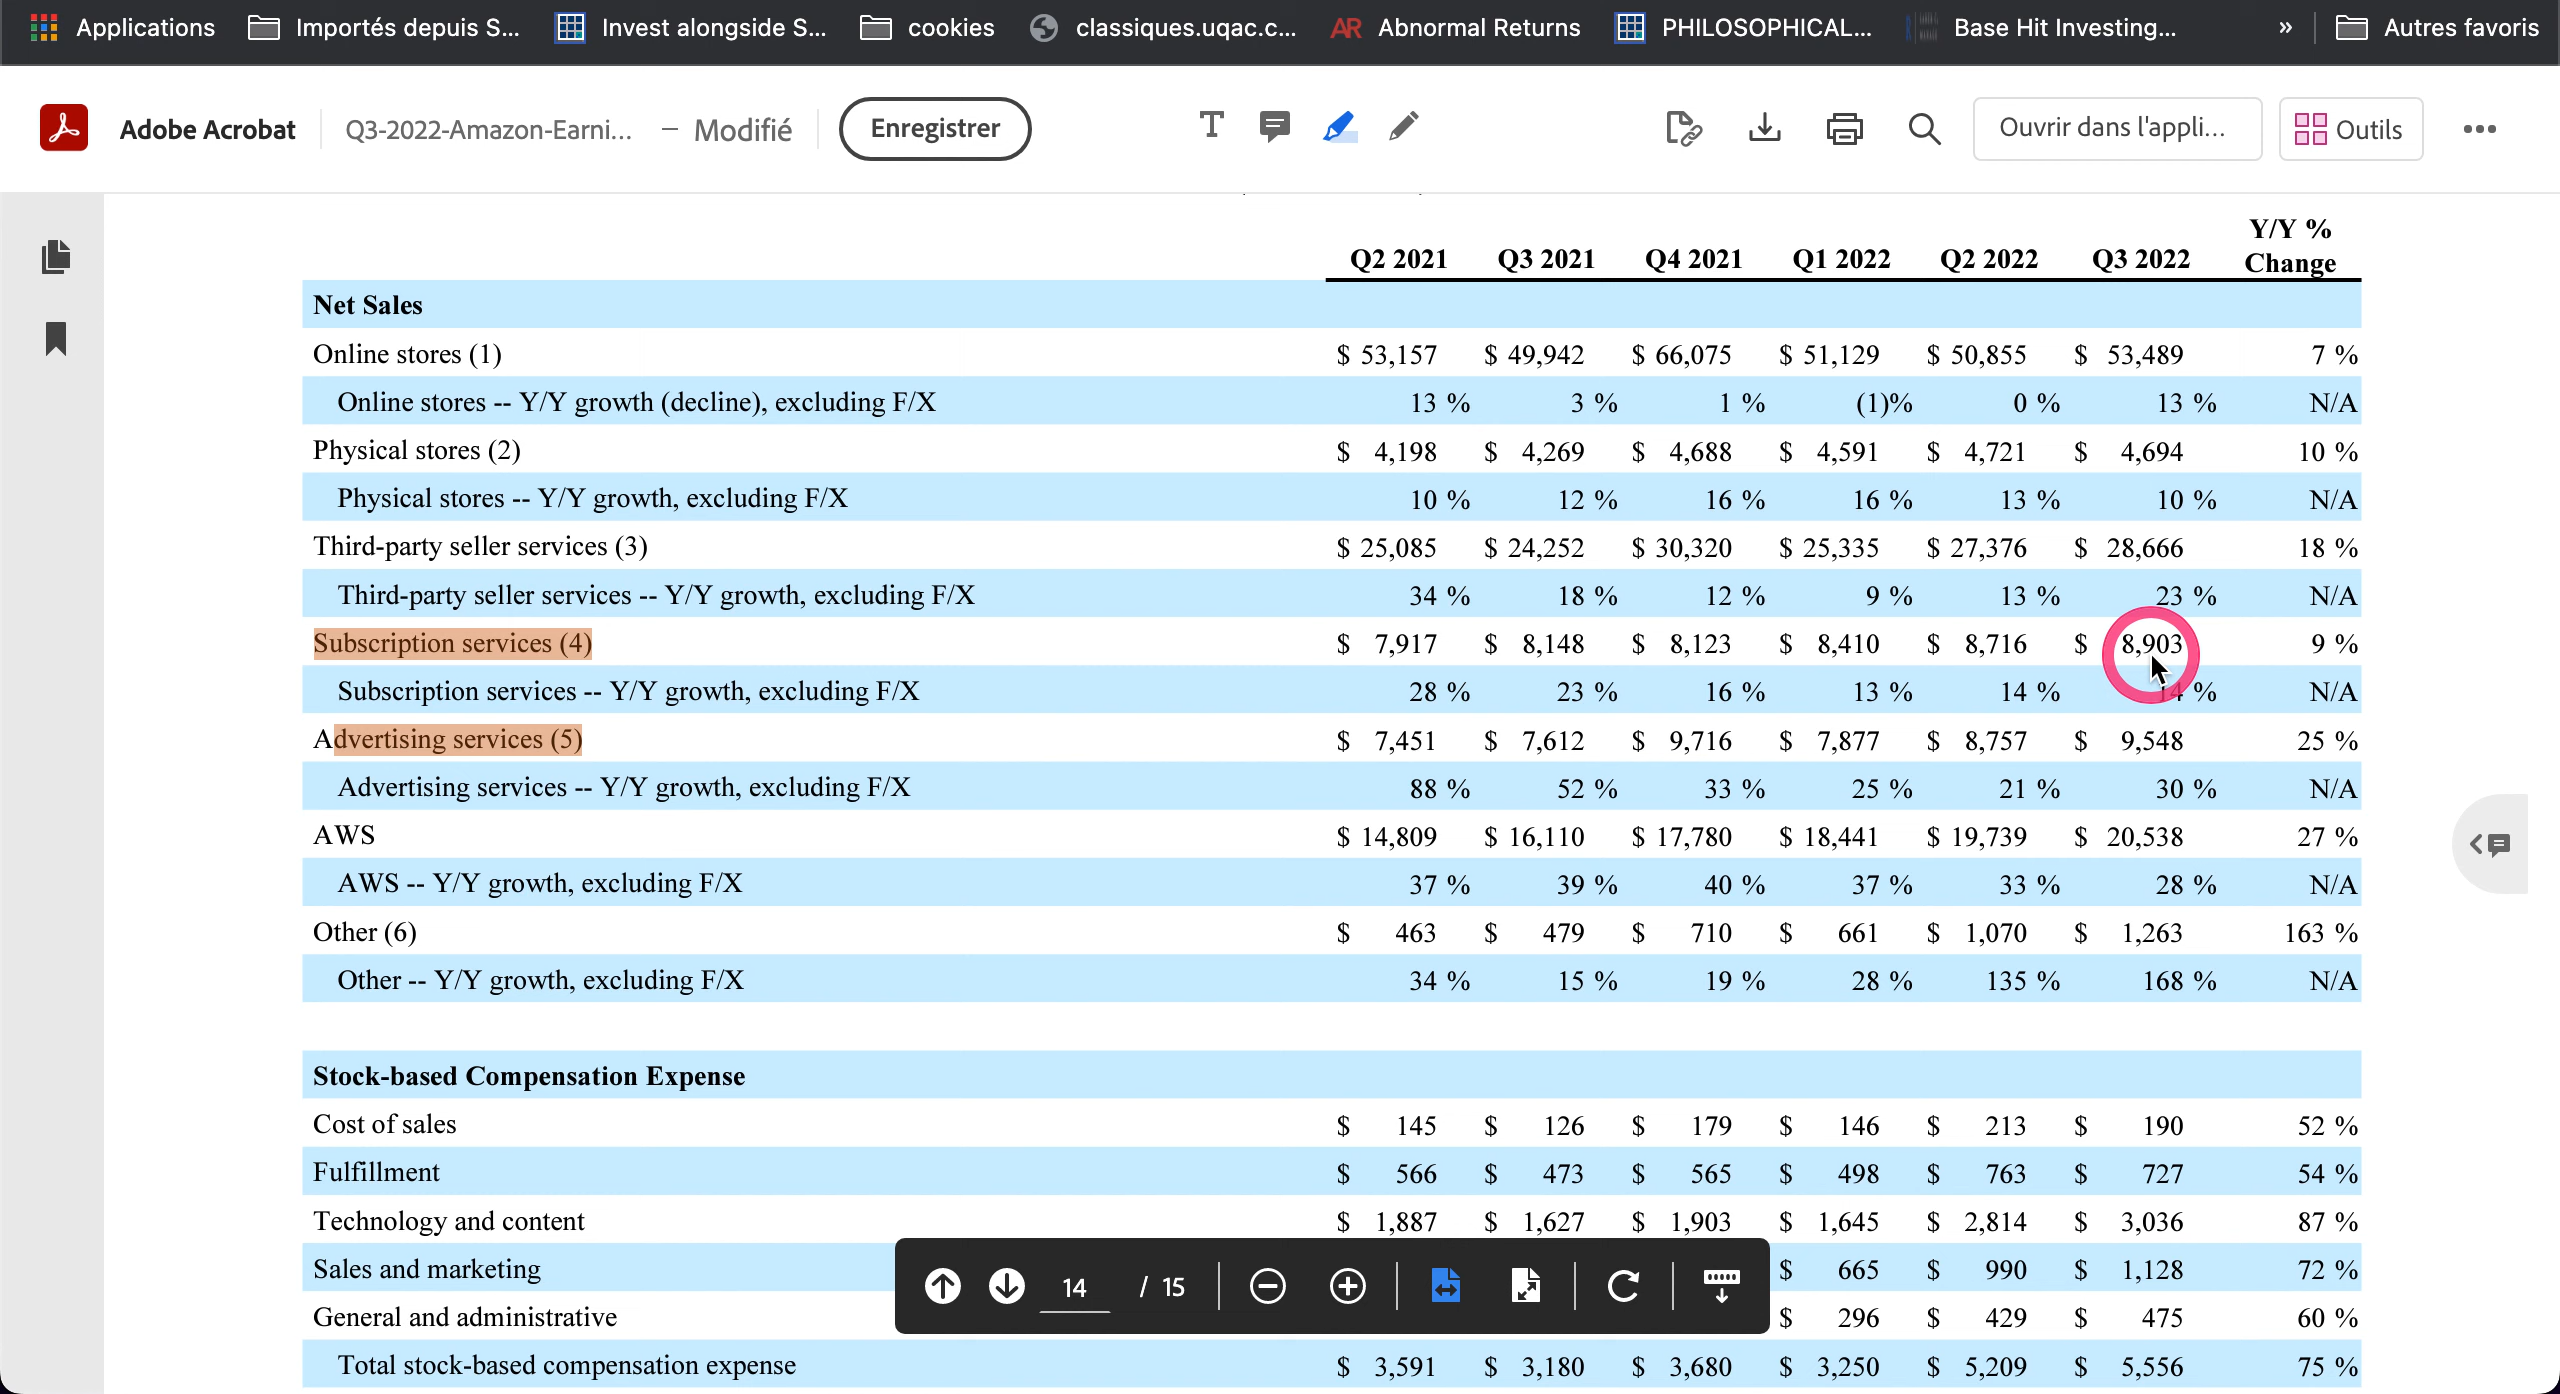 Applications Importés depuis S... Invest alongside S... cookies classiques.uqac.c... AR Abnormal Returns PHILOSOPHICAL... Base Hit Investing... » Autres favoris
Adobe Acrobat Q3-2022-Amazon-Earni... – Modifié Enregistrer T Ouvrir dans l'appli... Outils
Y/Y %
Q2 2021 Q3 2021 Q4 2021 Q1 2022 Q2 2022 Q3 2022 Change
Net Sales
Online stores (1) $ 53,157 $ 49,942 $ 66,075 $ 51,129 $ 50,855 $ 53,489 7 %
Online stores -- Y/Y growth (decline), excluding F/X 13 % 3 % 1 % (1)% 0 % 13 % N/A
Physical stores (2) $ 4,198 $ 4,269 $ 4,688 $ 4,591 $ 4,721 $ 4,694 10 %
Physical stores -- Y/Y growth, excluding F/X 10 % 12 % 16 % 16 % 13 % 10 % N/A
Third-party seller services (3) $ 25,085 $ 24,252 $ 30,320 $ 25,335 $ 27,376 $ 28,666 18 %
Third-party seller services -- Y/Y growth, excluding F/X 34 % 18 % 12 % 9 % 13 % 23 % N/A
Subscription services (4) $ 7,917 $ 8,148 $ 8,123 $ 8,410 $ 8,716 $ 8,903 9 %
Subscription services -- Y/Y growth, excluding F/X 28 % 23 % 16 % 13 % 14 % 14 % N/A
Advertising services (5) $ 7,451 $ 7,612 $ 9,716 $ 7,877 $ 8,757 $ 9,548 25 %
Advertising services -- Y/Y growth, excluding F/X 88 % 52 % 33 % 25 % 21 % 30 % N/A
AWS $ 14,809 $ 16,110 $ 17,780 $ 18,441 $ 19,739 $ 20,538 27 %
AWS -- Y/Y growth, excluding F/X 37 % 39 % 40 % 37 % 33 % 28 % N/A
Other (6) $ 463 $ 479 $ 710 $ 661 $ 1,070 $ 1,263 163 %
Other -- Y/Y growth, excluding F/X 34 % 15 % 19 % 28 % 135 % 168 % N/A
Stock-based Compensation Expense
Cost of sales $ 145 $ 126 $ 179 $ 146 $ 213 $ 190 52 %
Fulfillment $ 566 $ 473 $ 565 $ 498 $ 763 $ 727 54 %
Technology and content $ 1,887 $ 1,627 $ 1,903 $ 1,645 $ 2,814 $ 3,036 87 %
Sales and marketing $ 665 $ 990 $ 1,128 72 %
14 / 15
General and administrative $ 296 $ 429 $ 475 60 %
Total stock-based compensation expense $ 3,591 $ 3,180 $ 3,680 $ 3,250 $ 5,209 $ 5,556 75 %